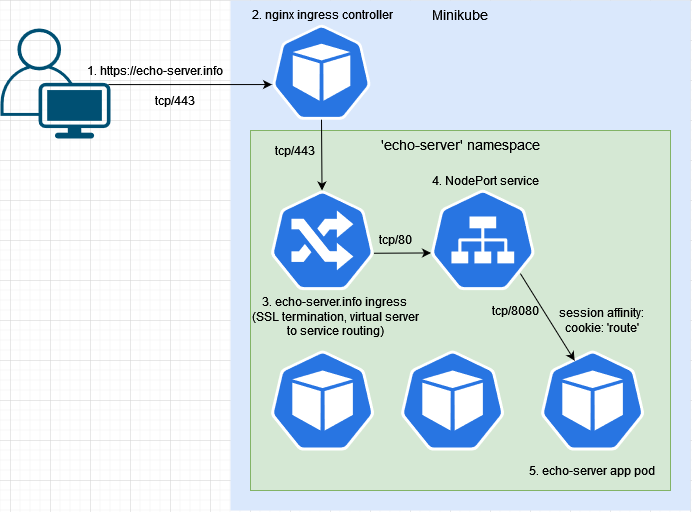 2. nginx ingress controller
Minikube
1. https://echo-server.info
tcp/443
'echo-server' namespace
tcp/443
4. NodePort service
tcp/80
3. echo-server.info ingress
(SSL termination, virtual server
to service routing)
tcp/8080
session affinity:
cookie: 'route'
5. echo-server app pod